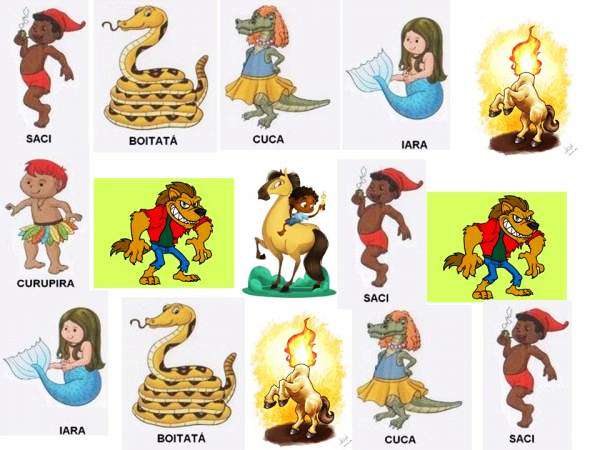 SACI
BOITATÁ
CUCA
IARA
CURUPIRA
SACI
IARA
BOITATÁ
CUCA
SACI